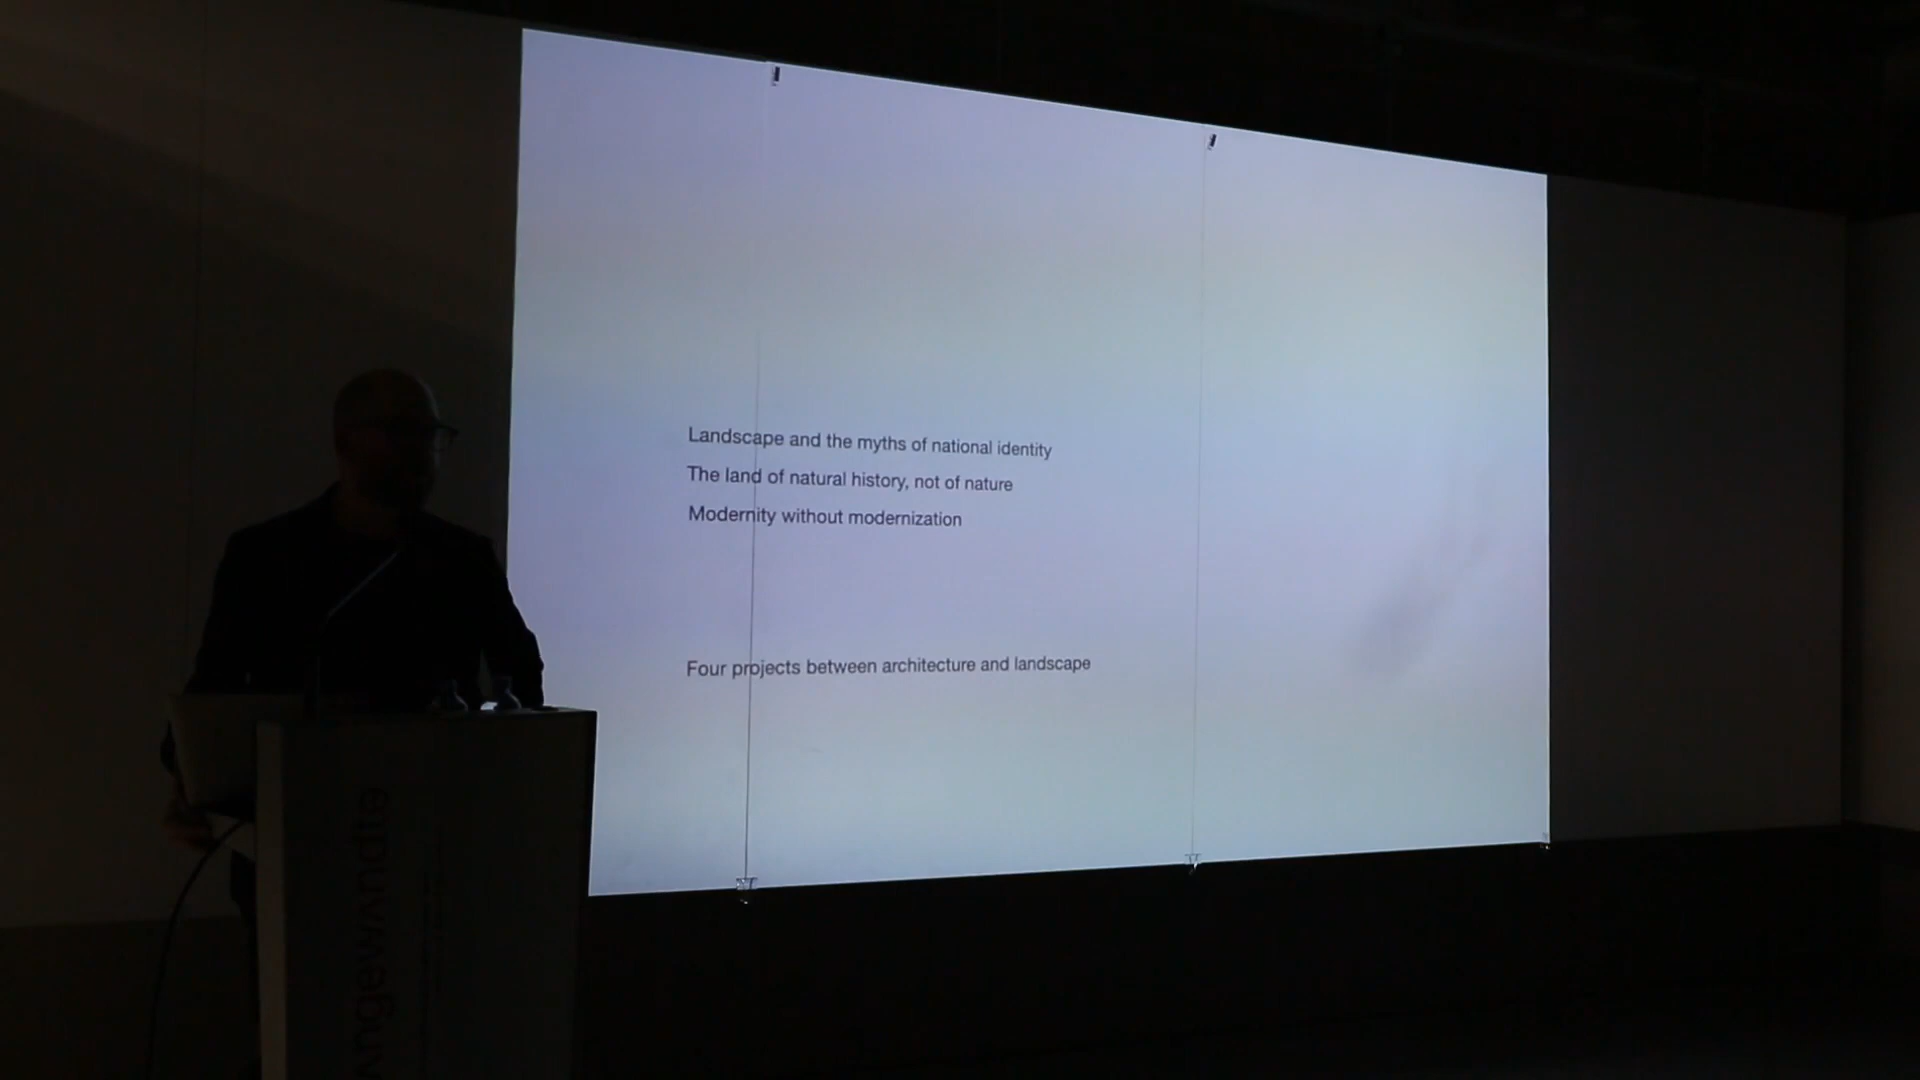 Landscape and the myths of national identity
The land of natural history, not of nature
Modernity without modernization
Four projects between architecture and landscape